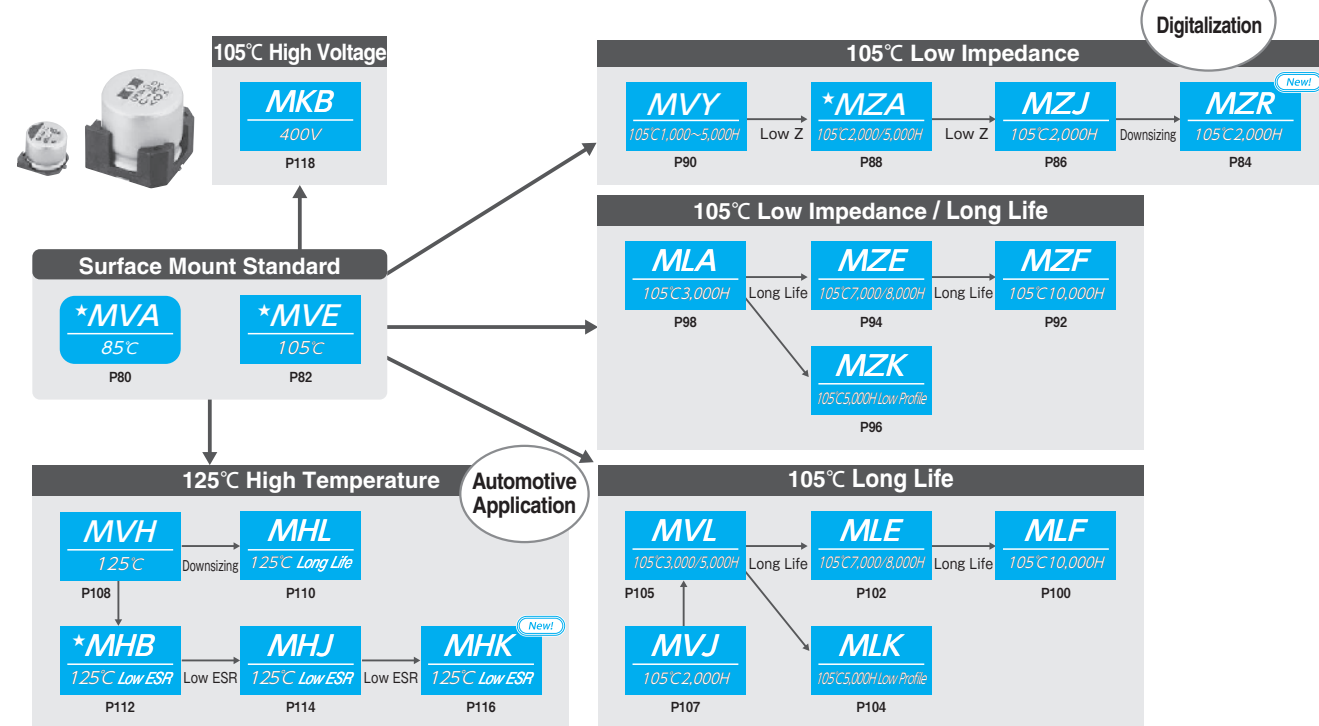 Digitalization
105℃ High Voltage
MKB
400V
P118
105℃ Low Impedance
New!
MVY
105℃1,000~5,000H
P90
Low Z
★MZA
105℃2,000/5,000H
P88
Low Z
MZJ
105℃2,000H
P86
Downsizing
MZR
105℃2,000H
P84
Surface Mount Standard
★MVA
85℃
P80
★MVE
105℃
P82
105℃ Low Impedance / Long Life
MLA
105℃3,000H
P98
Long Life
MZE
105℃7,000/8,000H
P94
Long Life
MZF
105℃10,000H
P92
MZK
105℃5,000H Low Profile
P96
125℃ High Temperature
Automotive
Application
MVH
125℃
P108
Downsizing
MHL
125℃ Long Life
P110
★MHB
125℃ Low ESR
P112
Low ESR
MHJ
125℃ Low ESR
P114
Low ESR
New!
MHK
125℃ Low ESR
P116
105℃ Long Life
MVL
105℃3,000/5,000H
P105
Long Life
MLE
105℃7,000/8,000H
P102
Long Life
MLF
105℃10,000H
P100
MVJ
105℃2,000H
P107
MLK
105℃5,000H Low Profile
P104